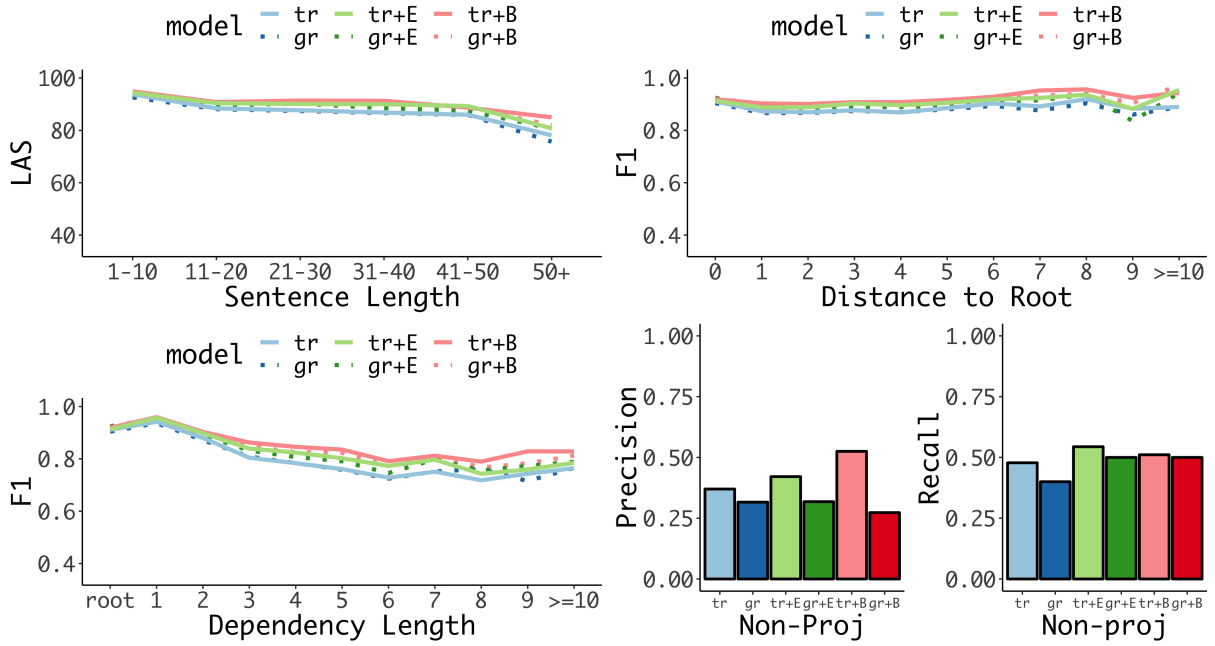 model tr tr+E tr+B
gr gr+E gr+B
100
80
60
40
LAS
1-10 11-20 21-30 31-40 41-50 50+
Sentence Length
model tr tr+E tr+B
gr gr+E gr+B
1.0
0.8
0.6
0.4
F1
0 1 2 3 4 5 6 7 8 9 >=10
Distance to Root
model tr tr+E tr+B
gr gr+E gr+B
1.0
0.8
0.6
0.4
F1
root 1 2 3 4 5 6 7 8 9 >=10
Dependency Length
1.00
0.75
0.50
0.25
0.00
Precision
tr gr tr+E gr+E tr+B gr+B
Non-Proj
1.00
0.75
0.50
0.25
0.00
Recall
tr gr tr+E gr+E tr+B gr+B
Non-proj